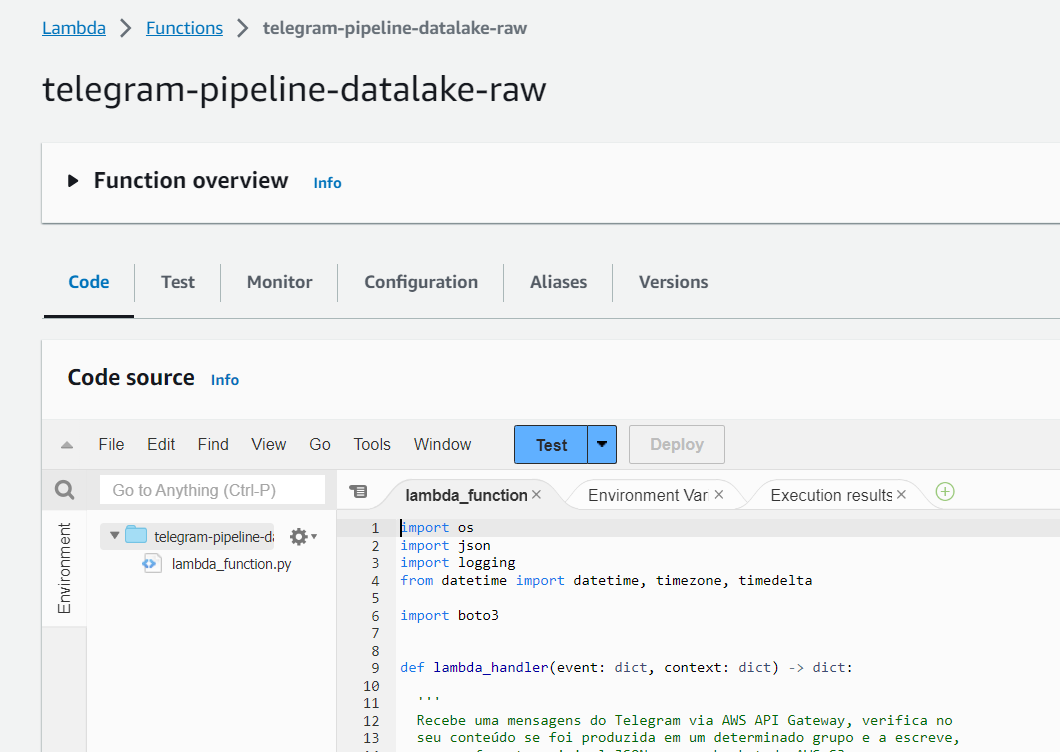 Lambda > Functions > telegram-pipeline-datalake-raw
telegram-pipeline-datalake-raw
Function overview Info
Code Test Monitor Configuration Aliases Versions
Code source Info
File Edit Find View Go Tools Window Test Deploy
Go to Anything (Ctrl-P) lambda_function × Environment Var × Execution results ×
Environment
telegram-pipeline-da
lambda_function.py
1 import os
2 import json
3 import logging
4 from datetime import datetime, timezone, timedelta
5
6 import boto3
7
8
9 def lambda_handler(event: dict, context: dict) -> dict:
10
11 '''
12 Recebe uma mensagens do Telegram via AWS API Gateway, verifica no
13 seu conteúdo se foi produzida em um determinado grupo e a escreve,